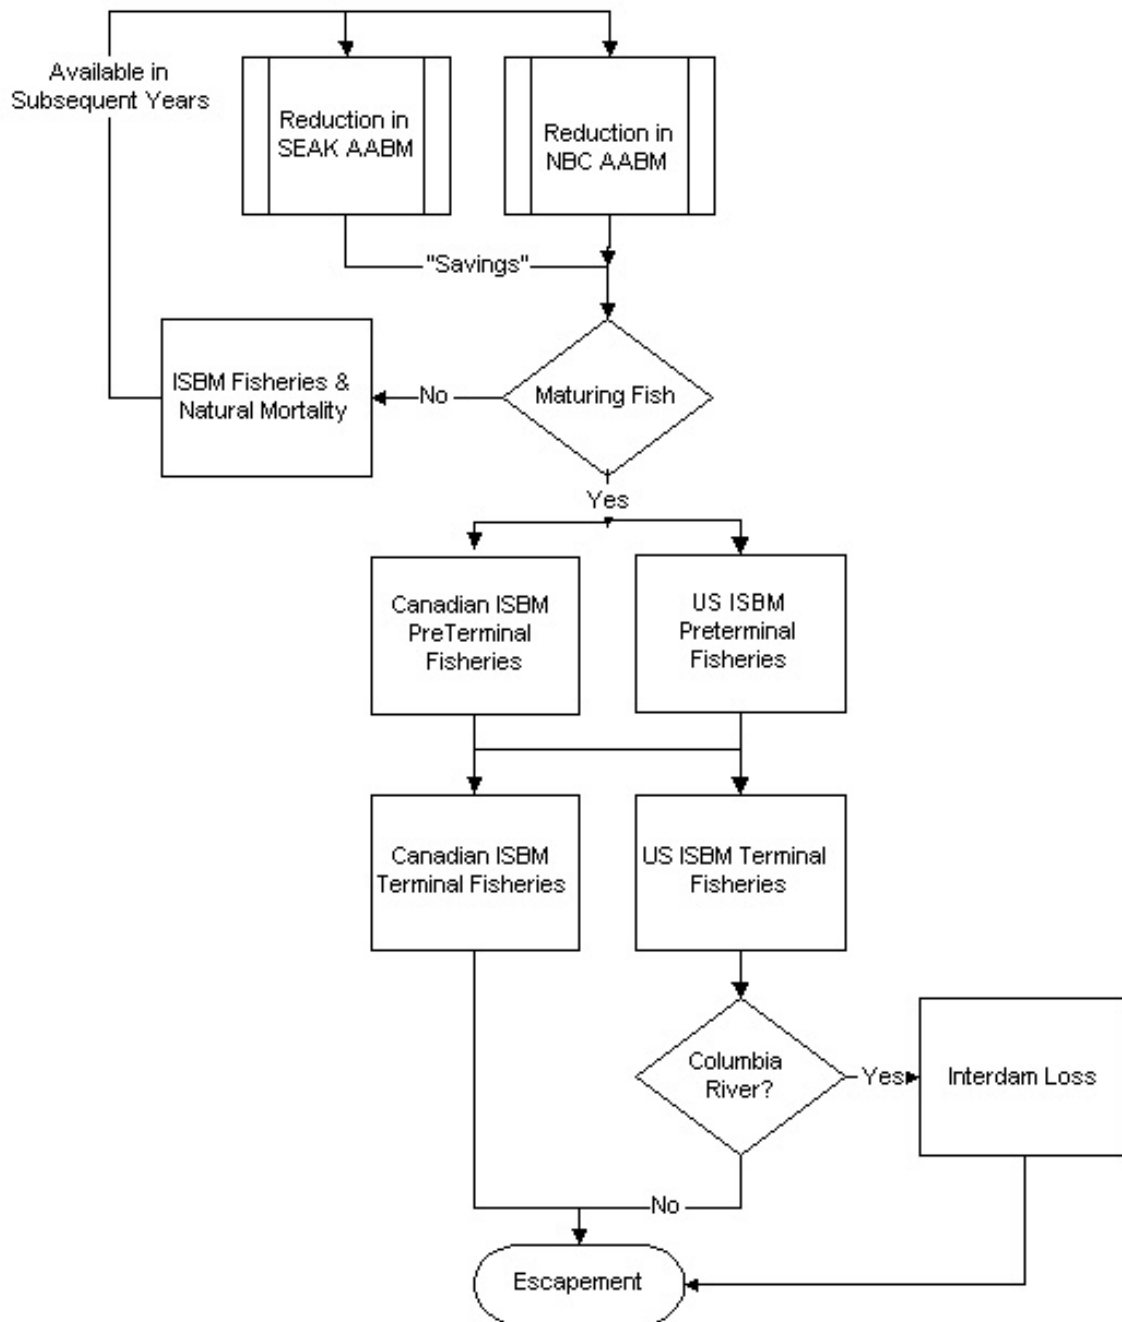 Available in
Subsequent Years
Reduction in
SEAK AABM
Reduction in
NBC AABM
"Savings"
ISBM Fisheries &
Natural Mortality
No
Maturing Fish
Yes
Canadian ISBM
PreTerminal
Fisheries
US ISBM
Preterminal
Fisheries
Canadian ISBM
Terminal Fisheries
US ISBM Terminal
Fisheries
Columbia
River?
Yes
Interdam Loss
No
Escapement